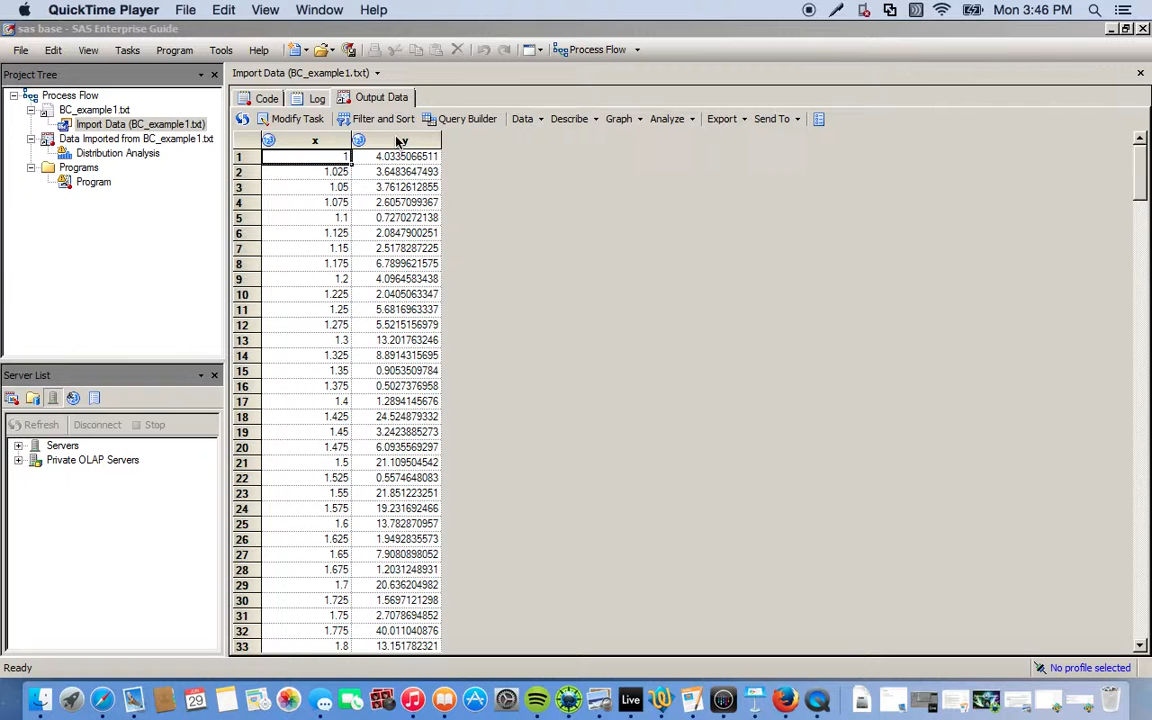 QuickTime Player File Edit View Window Help Mon 3:46 PM
sas base - SAS Enterprise Guide
File Edit View Tasks Program Tools Help Process Flow
Project Tree
Import Data (BC_example1.txt)
Process Flow
BC_example1.txt
Import Data (BC_example1.txt)
Data Imported from BC_example1.txt
Distribution Analysis
Programs
Program
Code Log Output Data
Modify Task Filter and Sort Query Builder Data Describe Graph Analyze Export Send To
x y
1 1 4.0335066511
2 1.025 3.6483647493
3 1.05 3.7612612855
4 1.075 2.6057099367
5 1.1 0.7270272138
6 1.125 2.0847900251
7 1.15 2.5178287225
8 1.175 6.7899621575
9 1.2 4.0964583438
10 1.225 2.0405063347
11 1.25 5.6816963337
12 1.275 5.5215156979
13 1.3 13.201763246
14 1.325 8.8914315695
15 1.35 0.9053509784
16 1.375 0.5027376958
17 1.4 1.2894145676
18 1.425 24.524879332
19 1.45 3.2423885273
20 1.475 6.0935569297
21 1.5 21.109504542
22 1.525 0.5574648083
23 1.55 21.851223251
24 1.575 19.231692466
25 1.6 13.782870957
26 1.625 1.9492835573
27 1.65 7.9080898052
28 1.675 1.2031248931
29 1.7 20.636204982
30 1.725 1.5697121298
31 1.75 2.7078694852
32 1.775 40.011040876
33 1.8 13.151782321
Server List
Refresh Disconnect Stop
Servers
Private OLAP Servers
Ready
No profile selected
JUN
29
Live